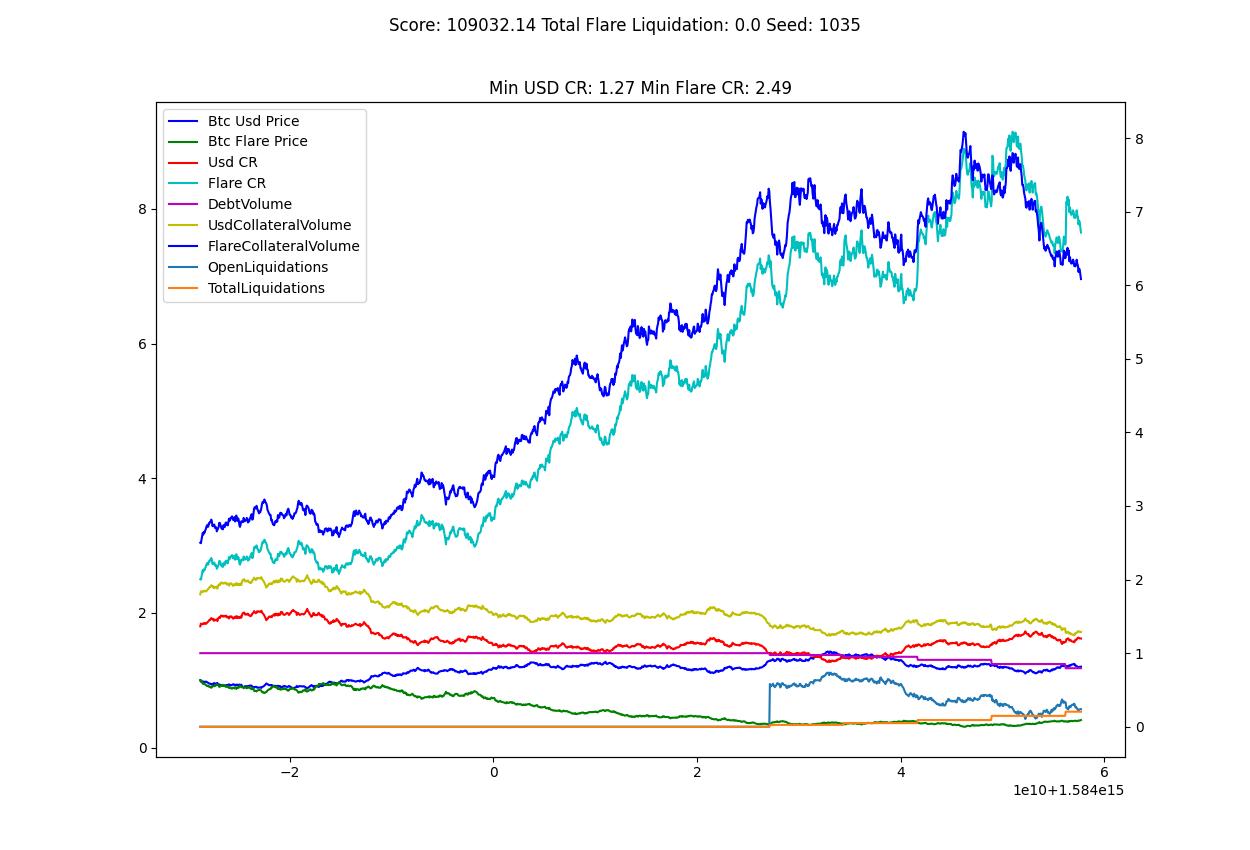 Score: 109032.14 Total Flare Liquidation: 0.0 Seed: 1035
Min USD CR: 1.27 Min Flare CR: 2.49
Btc Usd Price
Btc Flare Price
Usd CR
Flare CR
DebtVolume
UsdCollateralVolume
FlareCollateralVolume
OpenLiquidations
TotalLiquidations
8
6
4
2
0
8
7
6
5
4
3
2
1
0
−2
0
2
4
6
1e10+1.584e15